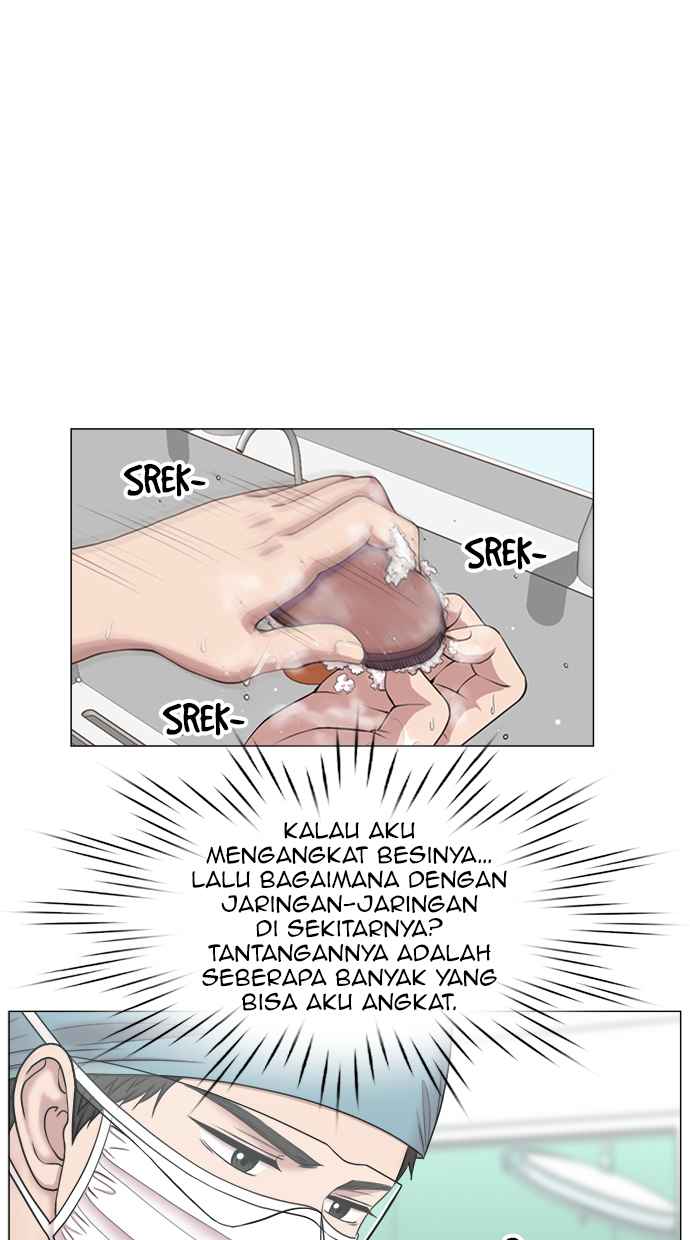 SREK-
SREK-
SREK-
KALAU AKU
MENGANGKAT BESINYA...
LALU BAGAIMANA DENGAN
JARINGAN-JARINGAN
DI SEKITARNYA?
TANTANGANNYA ADALAH
SEBERAPA BANYAK YANG
BISA AKU ANGKAT.